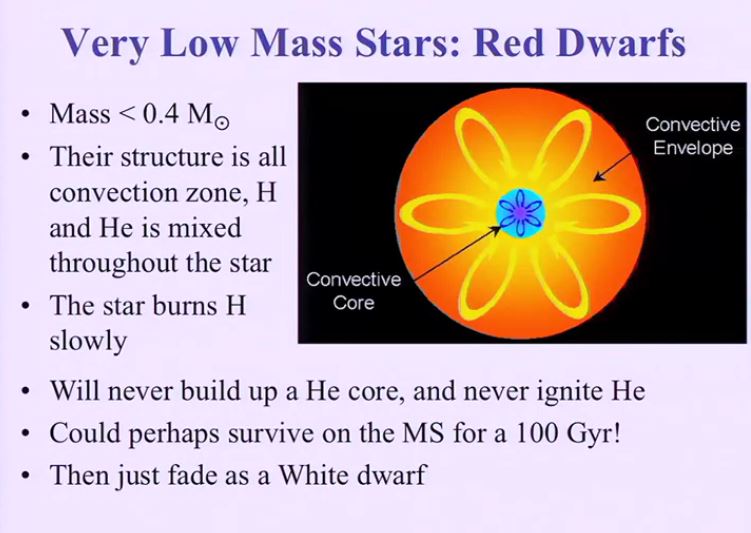 Very Low Mass Stars: Red Dwarfs
• Mass < 0.4 M☉
• Their structure is all
convection zone, H
and He is mixed
throughout the star
• The star burns H
slowly
Convective
Envelope
Convective
Core
• Will never build up a He core, and never ignite He
• Could perhaps survive on the MS for a 100 Gyr!
• Then just fade as a White dwarf